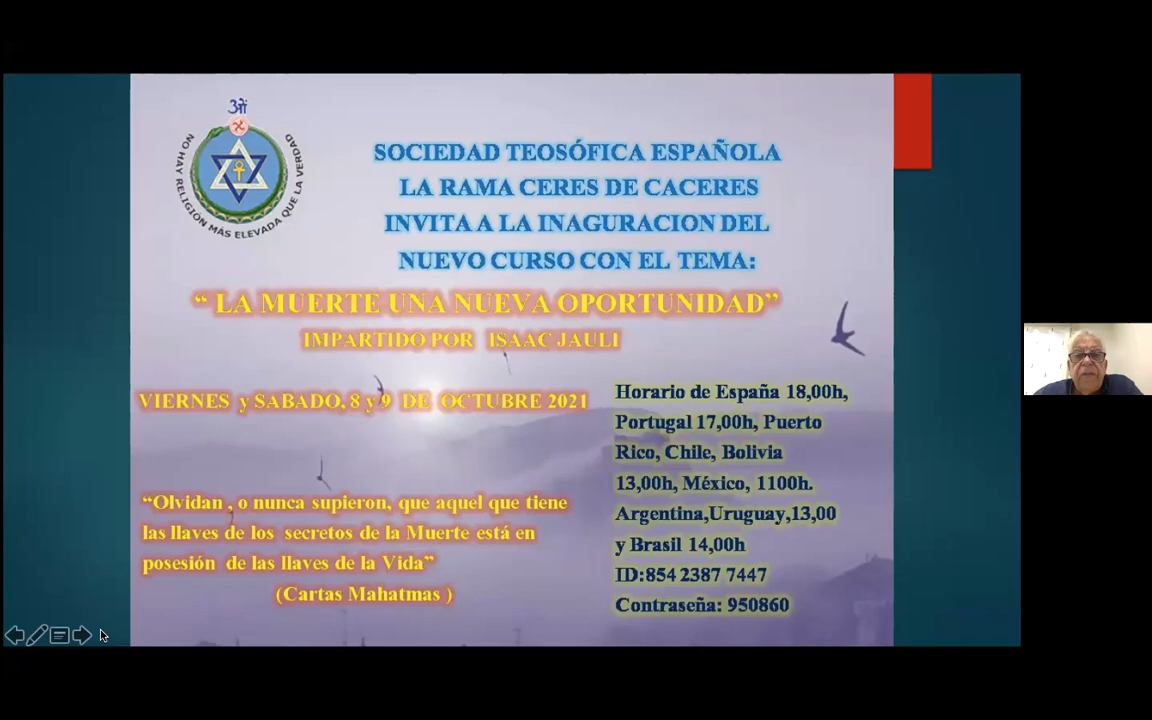 ओं
NO HAY RELIGIÓN MÁS ELEVADA QUE LA VERDAD
SOCIEDAD TEOSÓFICA ESPAÑOLA
LA RAMA CERES DE CACERES
INVITA A LA INAGURACION DEL
NUEVO CURSO CON EL TEMA:
“ LA MUERTE UNA NUEVA OPORTUNIDAD”
IMPARTIDO POR ISAAC JAULI
VIERNES y SABADO, 8 y 9 DE OCTUBRE 2021
“Olvidan , o nunca supieron, que aquel que tiene
las llaves de los secretos de la Muerte está en
posesión de las llaves de la Vida”
(Cartas Mahatmas )
Horario de España 18,00h,
Portugal 17,00h, Puerto
Rico, Chile, Bolivia
13,00h, México, 1100h.
Argentina,Uruguay,13,00
y Brasil 14,00h
ID:854 2387 7447
Contraseña: 950860